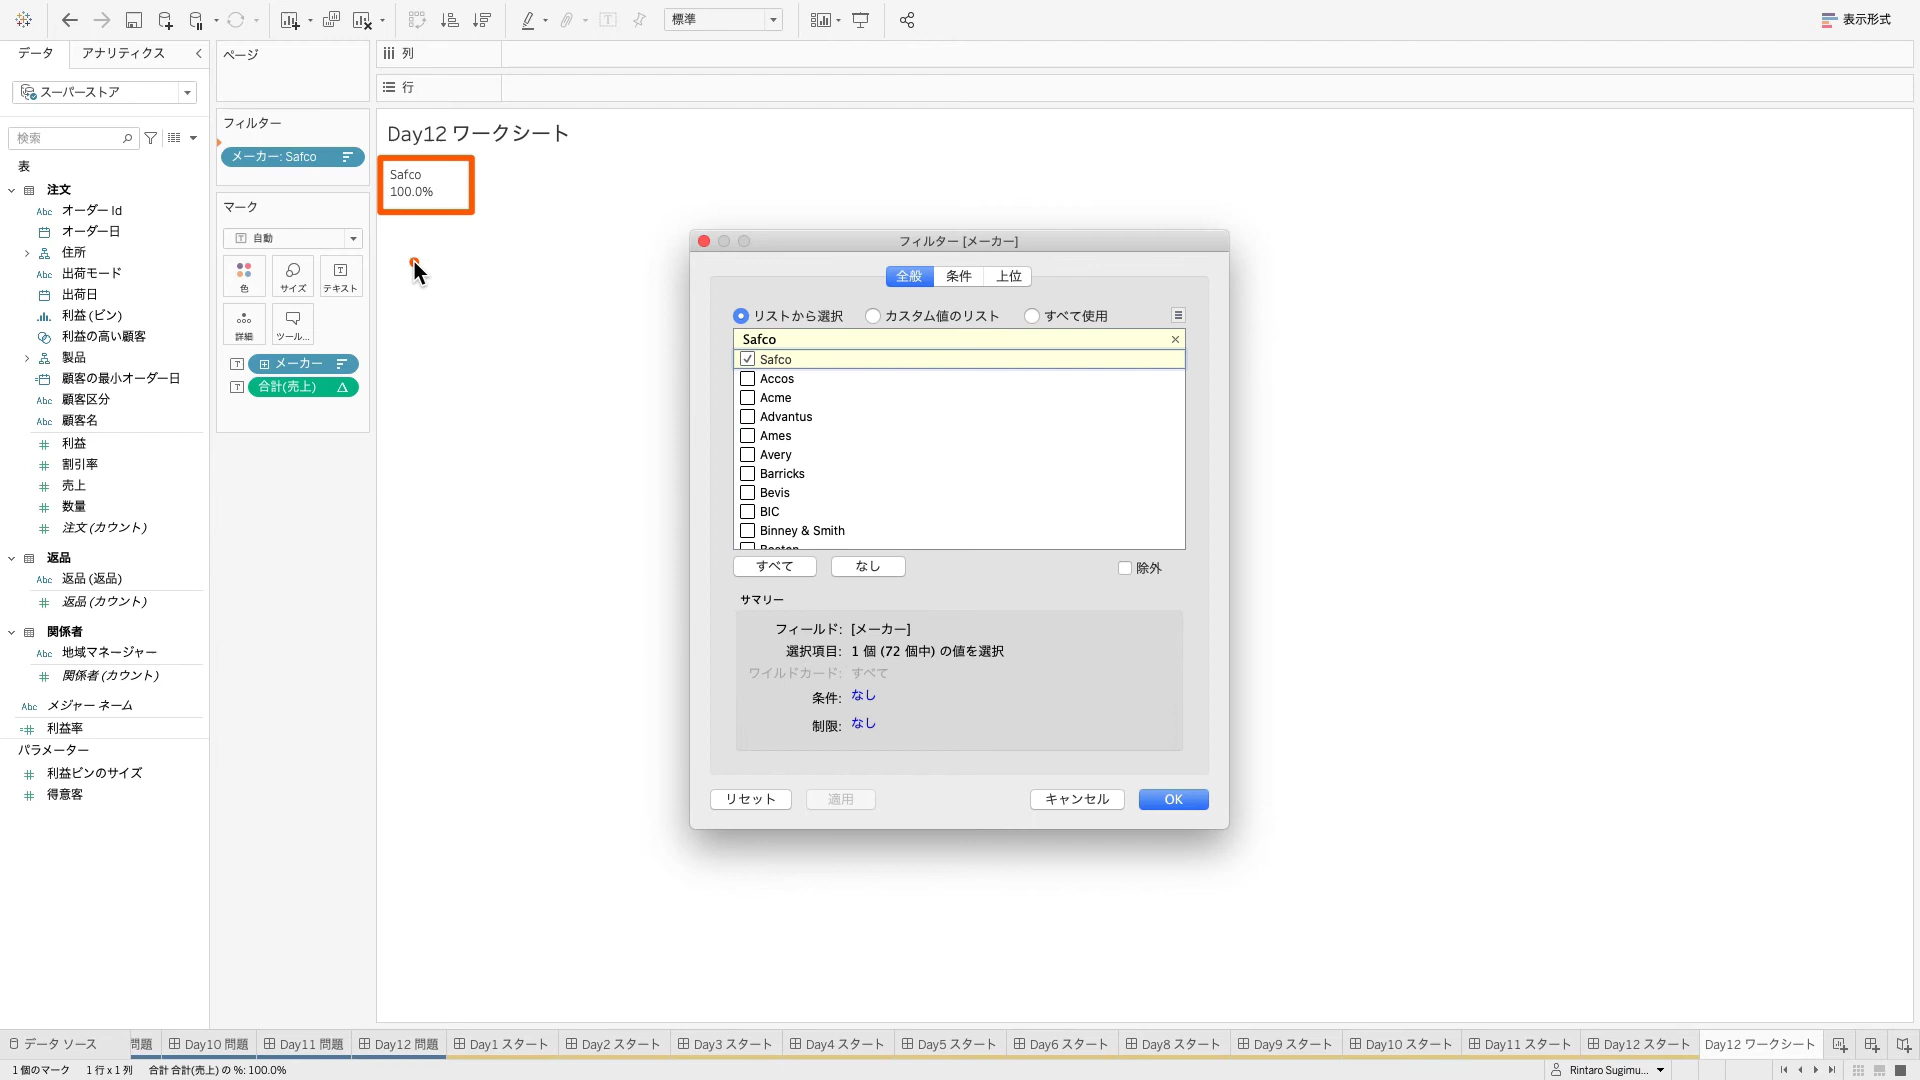 標準
表示形式
データ
アナリティクス
ページ
列
行
スーパーストア
検索
フィルター
メーカー: Safco
Day12 ワークシート
Safco
100.0%
表
注文
Abc オーダー Id
オーダー日
住所
Abc 出荷モード
出荷日
利益 (ビン)
利益の高い顧客
製品
顧客の最小オーダー日
Abc 顧客区分
Abc 顧客名
利益
割引率
売上
数量
注文 (カウント)
返品
Abc 返品 (返品)
返品 (カウント)
関係者
Abc 地域マネージャー
関係者 (カウント)
Abc メジャー ネーム
利益率
パラメーター
利益ビンのサイズ
得意客
マーク
自動
色
サイズ
テキスト
詳細
ツール...
メーカー
合計(売上)
フィルター [メーカー]
全般
条件
上位
リストから選択
カスタム値のリスト
すべて使用
Safco
Safco
Accos
Acme
Advantus
Ames
Avery
Barricks
Bevis
BIC
Binney & Smith
すべて
なし
除外
サマリー
フィールド: [メーカー]
選択項目: 1 個 (72 個中) の値を選択
ワイルドカード: すべて
条件: なし
制限: なし
リセット
適用
キャンセル
OK
データ ソース
問題
Day10 問題
Day11 問題
Day12 問題
Day1 スタート
Day2 スタート
Day3 スタート
Day4 スタート
Day5 スタート
Day6 スタート
Day8 スタート
Day9 スタート
Day10 スタート
Day11 スタート
Day12 スタート
Day12 ワークシート
1 個のマーク
1 行 x 1 列
合計 合計(売上) の %: 100.0%
Rintaro Sugimu...